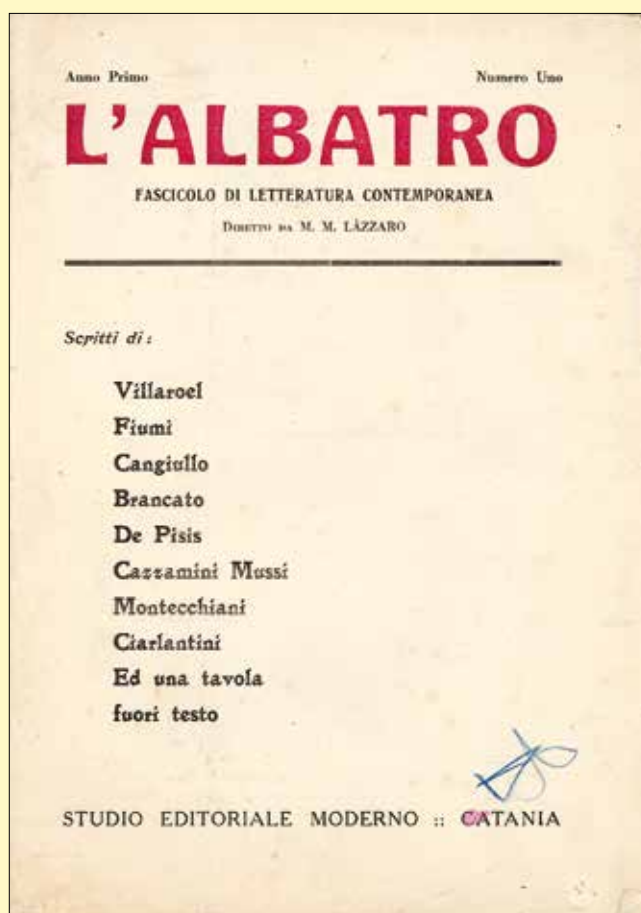 Anno Primo Numero Uno
L'ALBATRO
FASCICOLO DI LETTERATURA CONTEMPORANEA
DIRETTO DA M. M. LÀZZARO
Scritti di:
Villaroel
Fiumi
Cangiullo
Brancato
De Pisis
Cazzamini Mussi
Montecchiani
Ciarlantini
Ed una tavola
fuori testo
STUDIO EDITORIALE MODERNO :: CATANIA